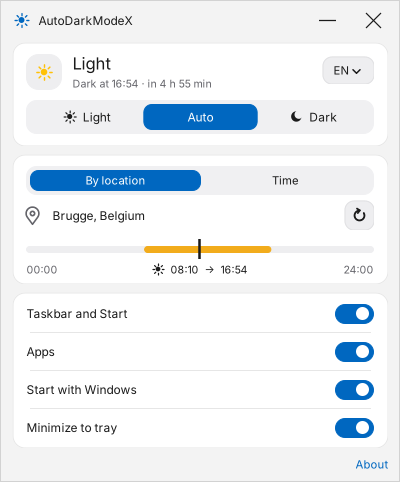 AutoDarkModeX
Light
Dark at 16:54 · in 4 h 55 min
EN
Light
Auto
Dark
By location
Time
Brugge, Belgium
00:00
08:10 → 16:54
24:00
Taskbar and Start
Apps
Start with Windows
Minimize to tray
About